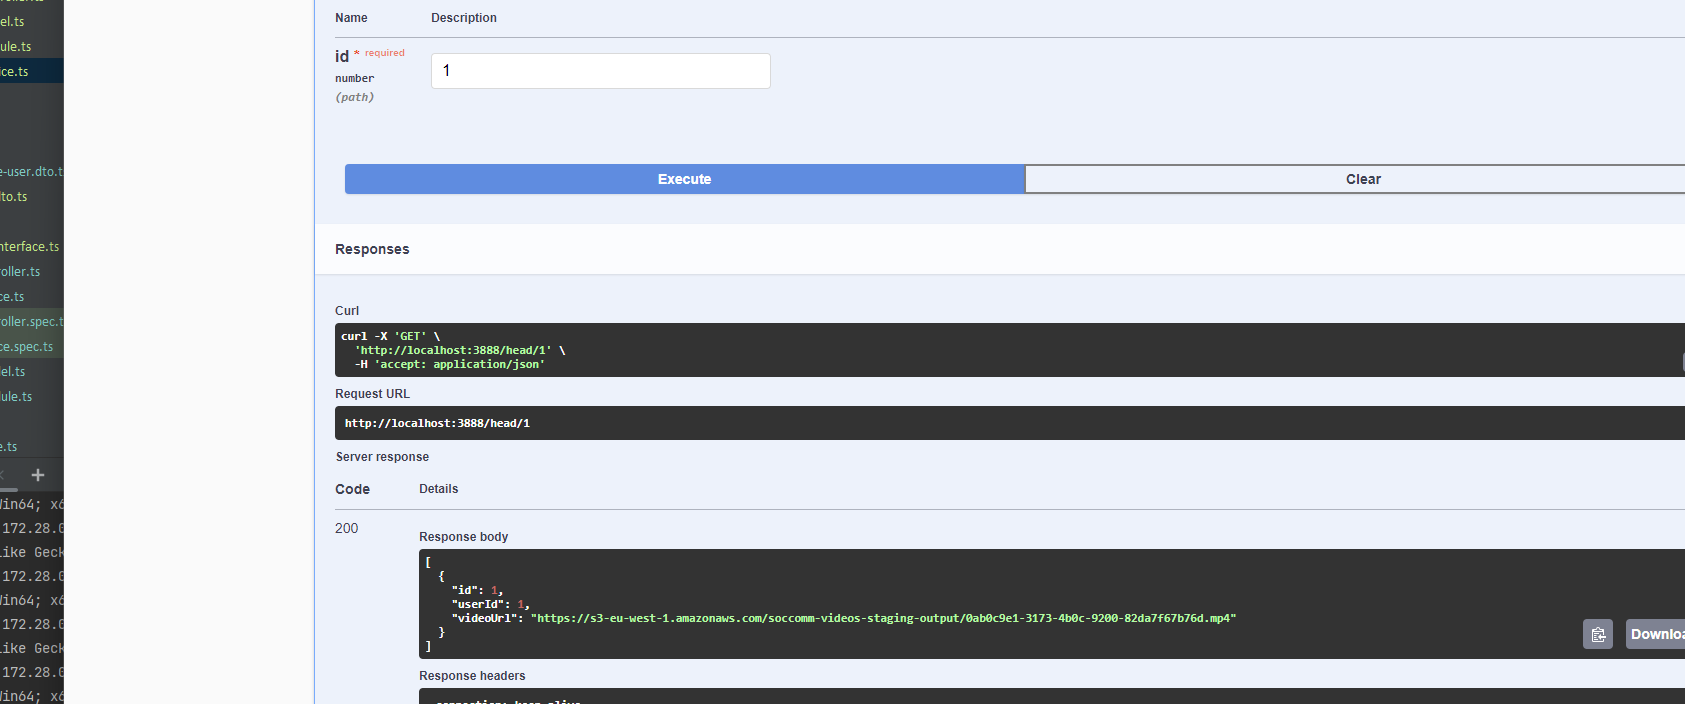 el.ts
ule.ts
ice.ts
e-user.dto.t
dto.ts
nterface.ts
oller.ts
ce.ts
oller.spec.t
ce.spec.ts
el.ts
dule.ts
e.ts
+
Win64; x6
172.28.0
like Geck
172.28.0
Win64; x6
172.28.0
like Geck
172.28.0
Win64; x6
Name Description
id * required
number
(path)
1
Execute Clear
Responses
Curl
curl -X 'GET' \
'http://localhost:3888/head/1' \
-H 'accept: application/json'
Request URL
http://localhost:3888/head/1
Server response
Code Details
200
Response body
[
{
"id": 1,
"userId": 1,
"videoUrl": "https://s3-eu-west-1.amazonaws.com/soccomm-videos-staging-output/0ab0c9e1-3173-4b0c-9200-82da7f67b76d.mp4"
}
]
Downloa
Response headers